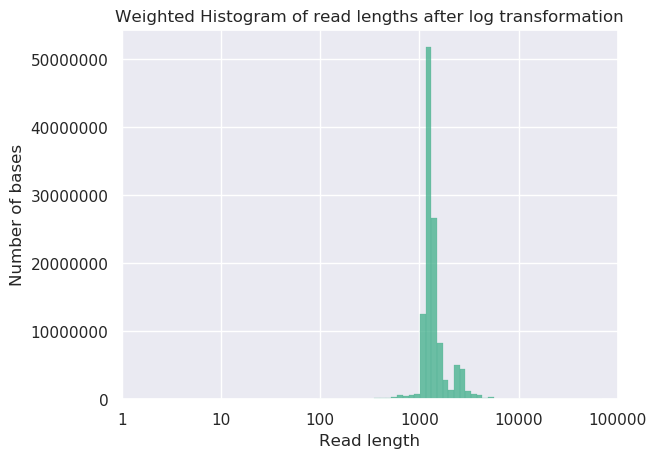 Weighted Histogram of read lengths after log transformation
50000000
40000000
30000000
20000000
10000000
0
Number of bases
1 10 100 1000 10000 100000
Read length